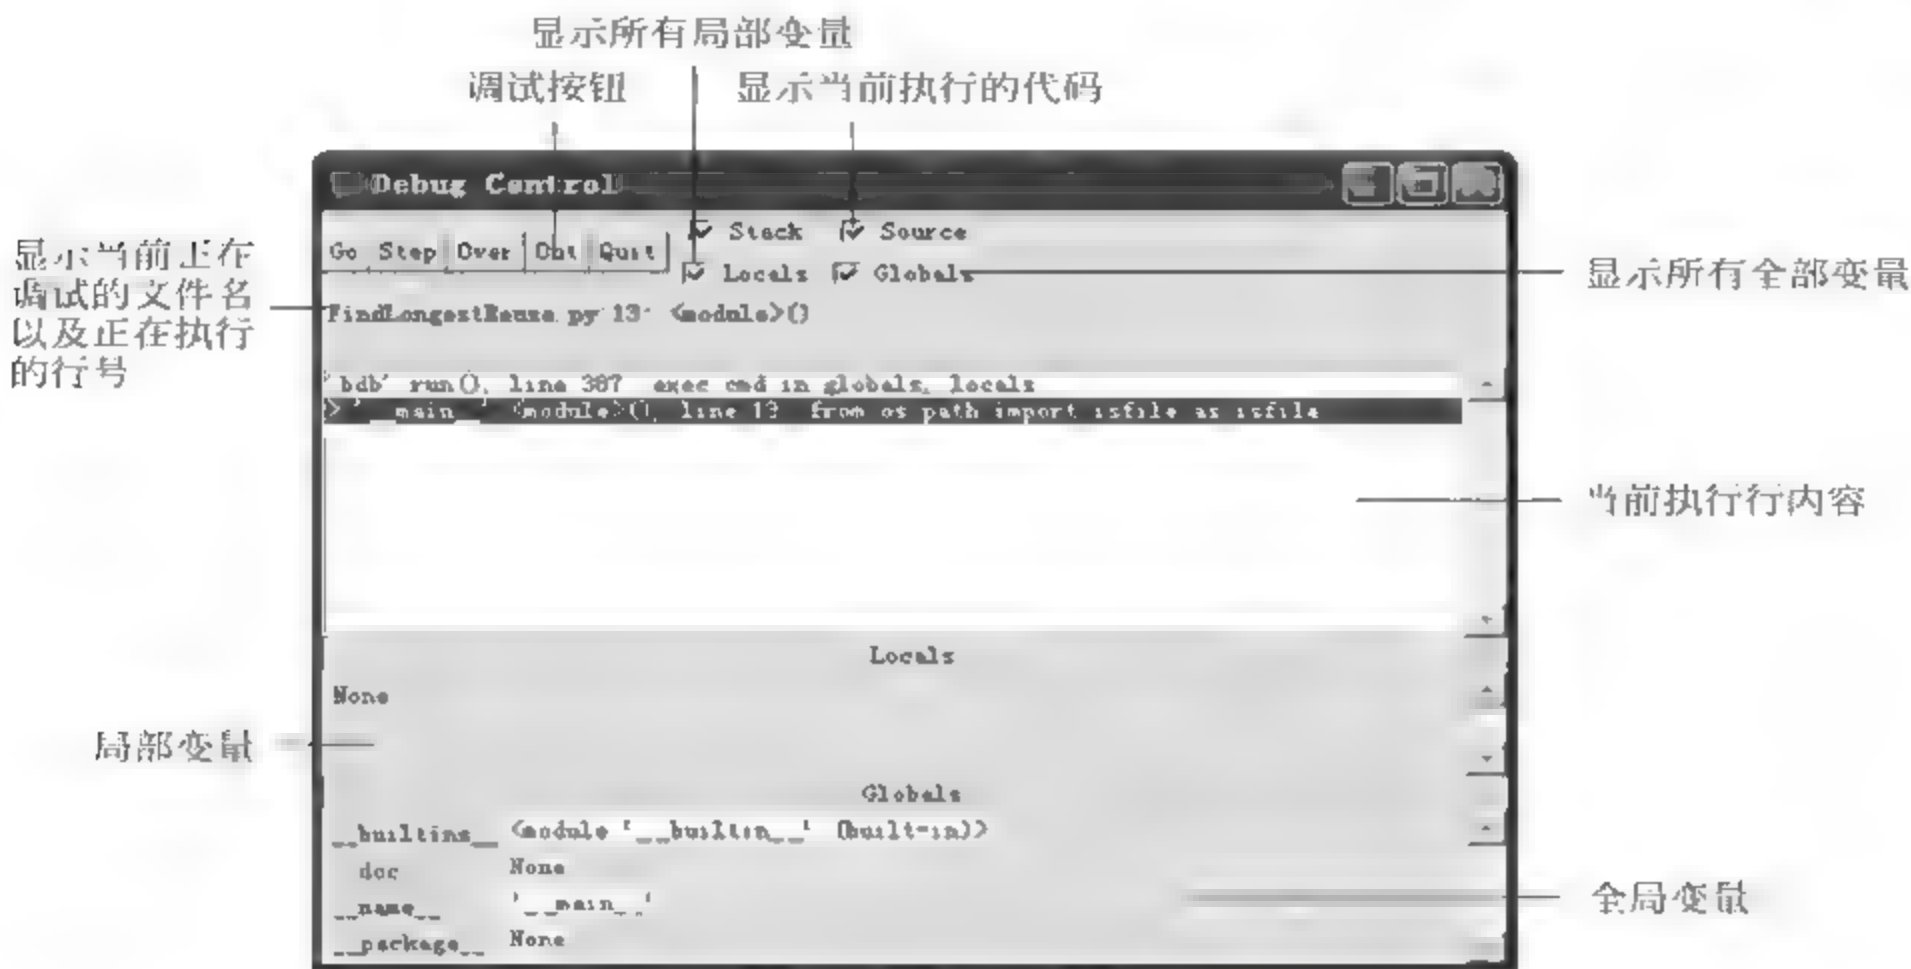 显示所有局部变量
调试按钮
显示当前执行的代码
Debug Control
Go Step Over Out Quit
Stack Source
Locals Globals
显示当前正在
调试的文件名
以及正在执行
的行号
显示所有全部变量
.py:13: <module>()
'bdb'.run(), line 387: exec cmd in globals, locals
> '__main__'.<module>(), line 13: from os.path import isfile as isfile
当前执行行内容
Locals
None
局部变量
Globals
__builtins__ <module '__builtin__' (built-in)>
__doc__ None
__name__ '__main__'
__package__ None
全局变量